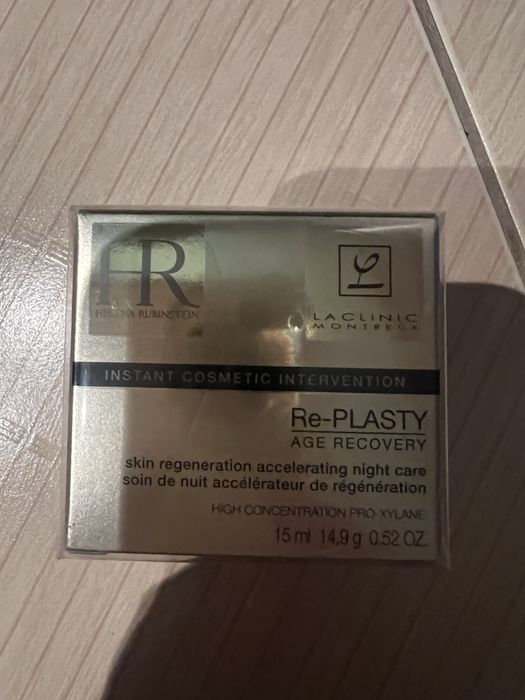 HR
HELENA RUBINSTEIN
L
LACLINIC
MONTREUX
INSTANT COSMETIC INTERVENTION
Re-PLASTY
AGE RECOVERY
skin regeneration accelerating night care
soin de nuit accélérateur de régénération
HIGH CONCENTRATION PRO-XYLANE
15 ml 14,9 g 0.52 OZ.